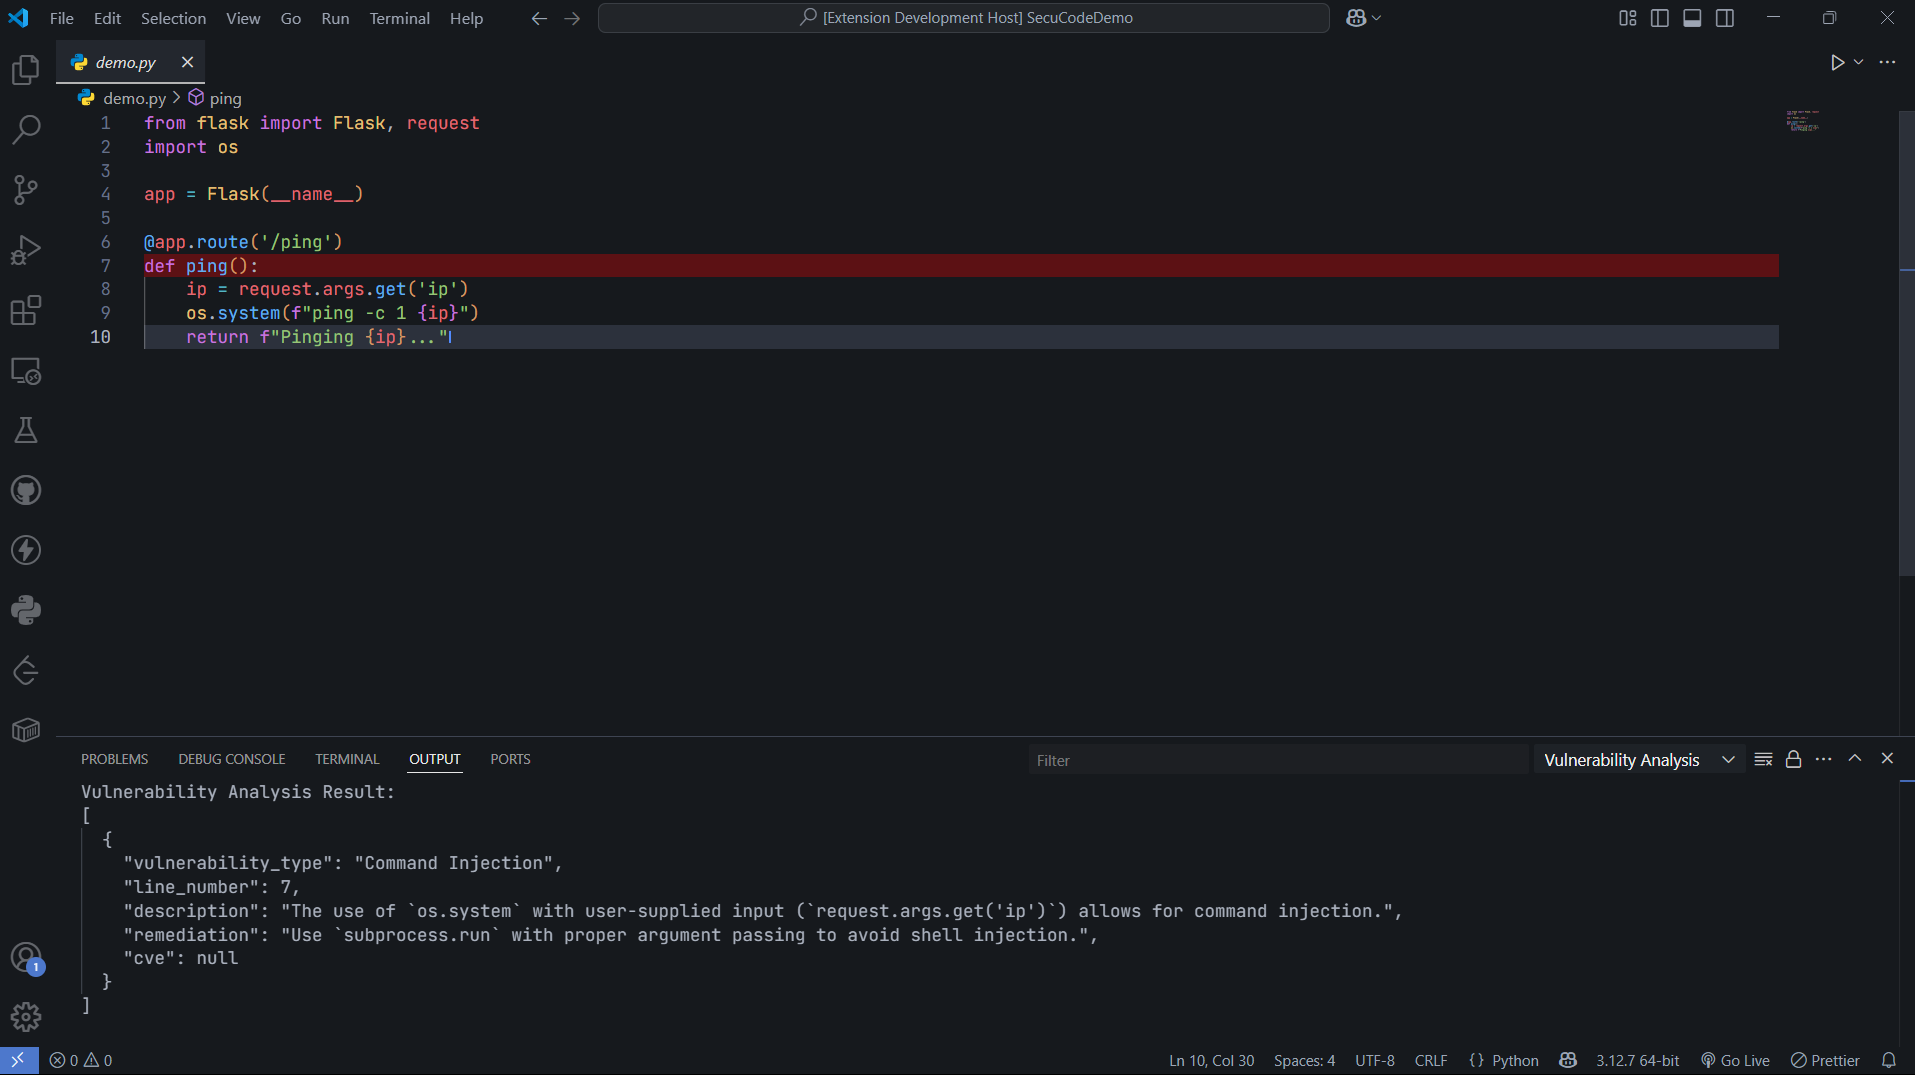 File Edit Selection View Go Run Terminal Help
[Extension Development Host] SecuCodeDemo
demo.py
demo.py > ping
1 from flask import Flask, request
2 import os
3
4 app = Flask(__name__)
5
6 @app.route('/ping')
7 def ping():
8     ip = request.args.get('ip')
9     os.system(f"ping -c 1 {ip}")
10     return f"Pinging {ip}..."
PROBLEMS DEBUG CONSOLE TERMINAL OUTPUT PORTS
Filter
Vulnerability Analysis
Vulnerability Analysis Result:
[
  {
    "vulnerability_type": "Command Injection",
    "line_number": 7,
    "description": "The use of `os.system` with user-supplied input (`request.args.get('ip')`) allows for command injection.",
    "remediation": "Use `subprocess.run` with proper argument passing to avoid shell injection.",
    "cve": null
  }
]
1
0 0
Ln 10, Col 30 Spaces: 4 UTF-8 CRLF {} Python 3.12.7 64-bit Go Live Prettier